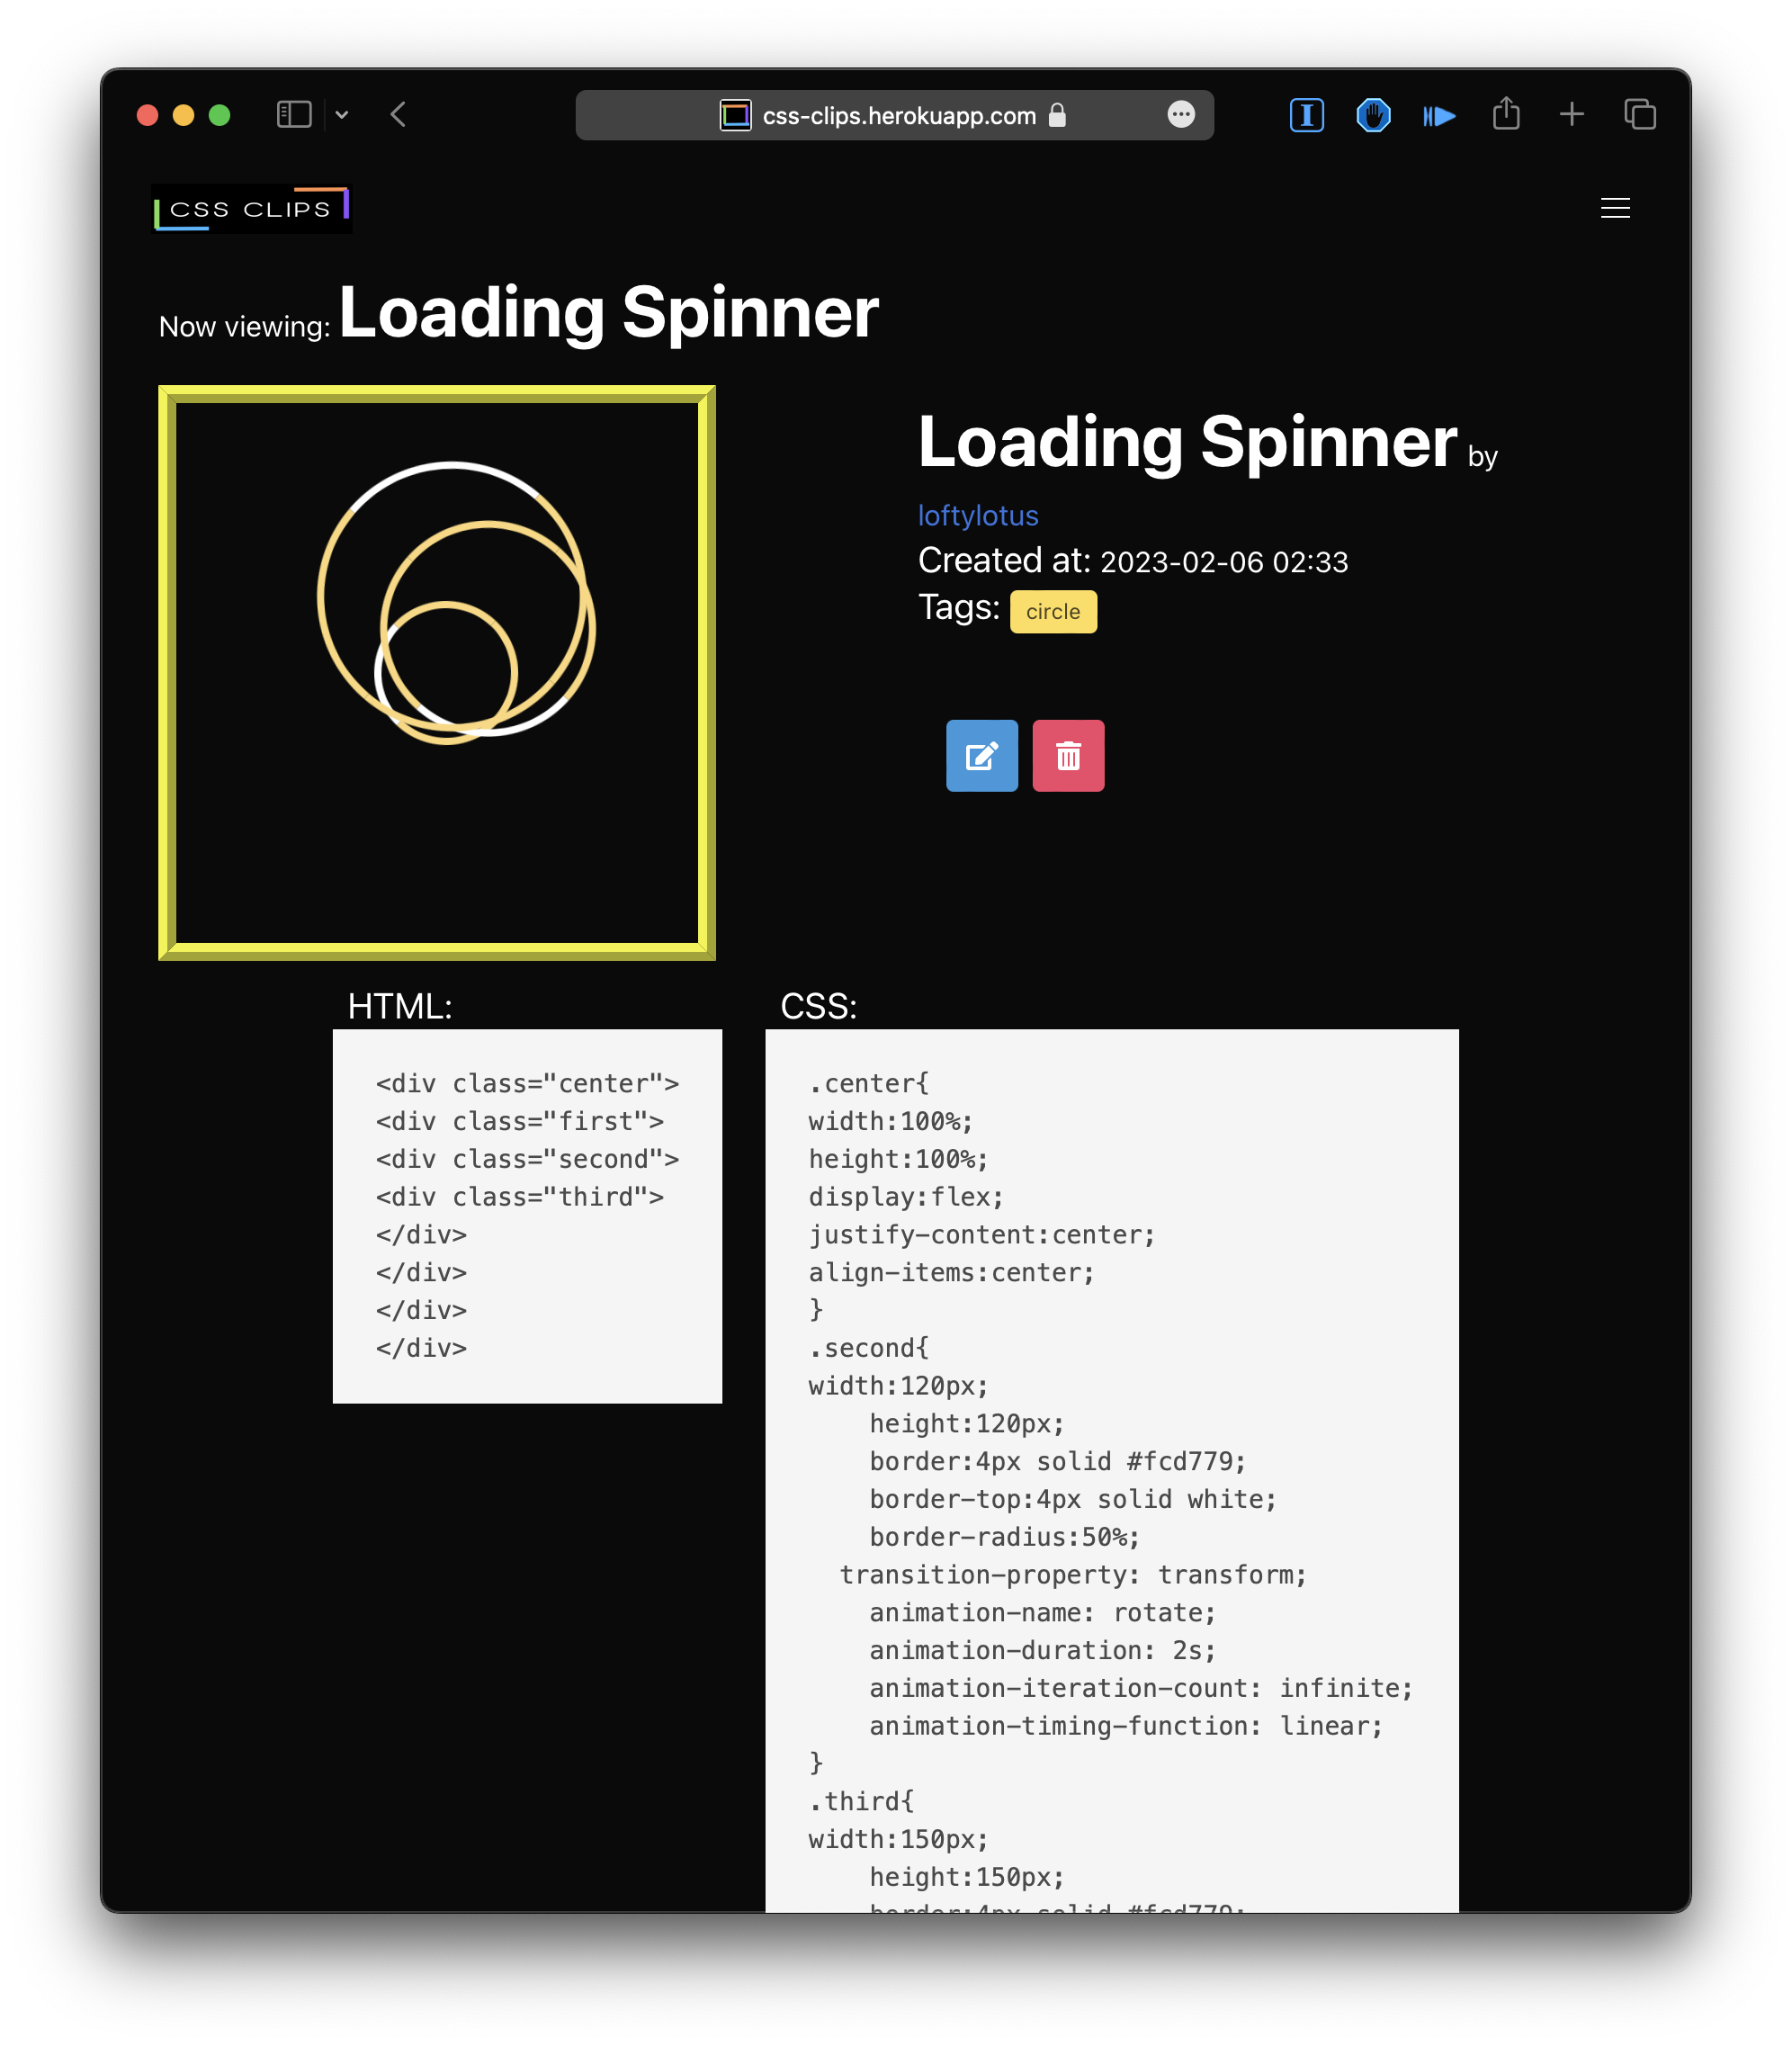 css-clips.herokuapp.com
CSS CLIPS
Now viewing: Loading Spinner
Loading Spinner by
loftylotus
Created at: 2023-02-06 02:33
Tags: circle
HTML:
<div class="center">
<div class="first">
<div class="second">
<div class="third">
</div>
</div>
</div>
</div>
CSS:
.center{
width:100%;
height:100%;
display:flex;
justify-content:center;
align-items:center;
}
.second{
width:120px;
    height:120px;
    border:4px solid #fcd779;
    border-top:4px solid white;
    border-radius:50%;
  transition-property: transform;
    animation-name: rotate;
    animation-duration: 2s;
    animation-iteration-count: infinite;
    animation-timing-function: linear;
}
.third{
width:150px;
    height:150px;
    border:4px solid #fcd779;